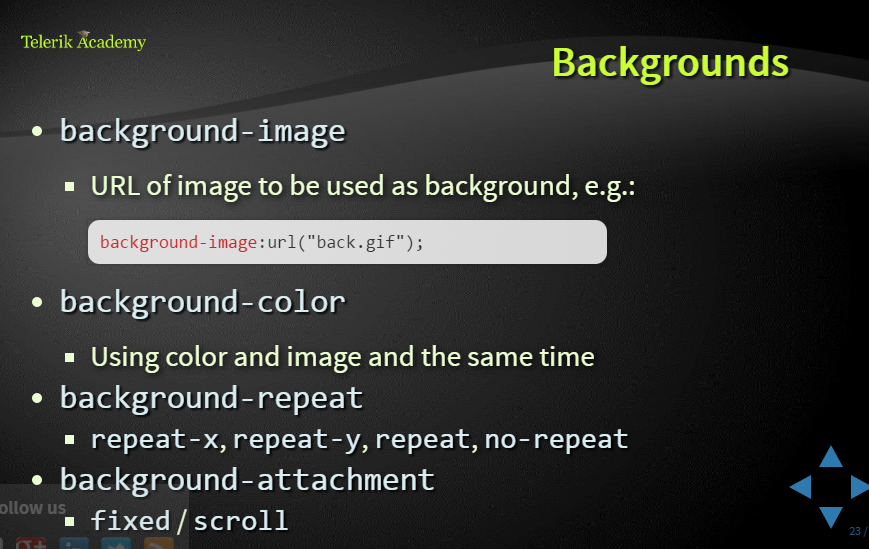 Telerik Academy
Backgrounds
• background-image
▪ URL of image to be used as background, e.g.:
background-image:url("back.gif");
• background-color
▪ Using color and image and the same time
• background-repeat
▪ repeat-x, repeat-y, repeat, no-repeat
• background-attachment
ollow us
▪ fixed / scroll
23 /